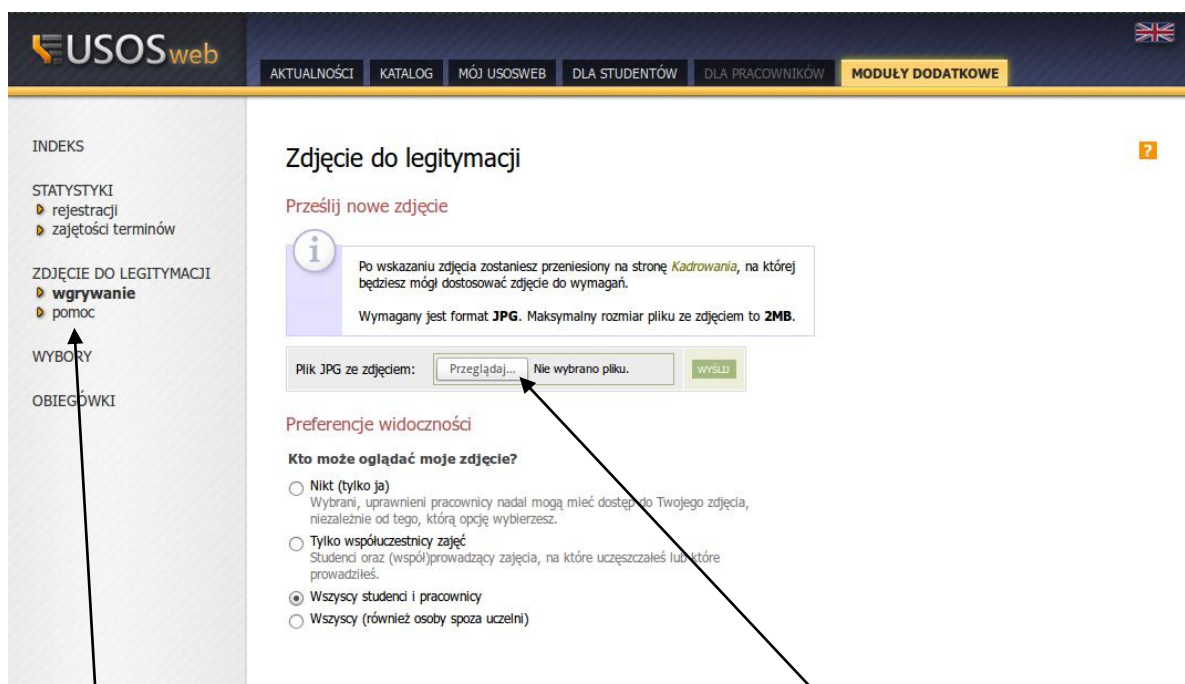 USOSweb
AKTUALNOŚCI KATALOG MÓJ USOSWEB DLA STUDENTÓW DLA PRACOWNIKÓW MODUŁY DODATKOWE
INDEKS
STATYSTYKI
rejestracji
zajętości terminów
ZDJĘCIE DO LEGITYMACJI
wgrywanie
pomoc
WYBORY
OBIEGÓWKI
Zdjęcie do legitymacji
?
Prześlij nowe zdjęcie
i
Po wskazaniu zdjęcia zostaniesz przeniesiony na stronę Kadrowania, na której
będziesz mógł dostosować zdjęcie do wymagań.
Wymagany jest format JPG. Maksymalny rozmiar pliku ze zdjęciem to 2MB.
Plik JPG ze zdjęciem: Przeglądaj... Nie wybrano pliku. WYŚLIJ
Preferencje widoczności
Kto może oglądać moje zdjęcie?
Nikt (tylko ja)
Wybrani, uprawnieni pracownicy nadal mogą mieć dostęp do Twojego zdjęcia,
niezależnie od tego, którą opcję wybierzesz.
Tylko współuczestnicy zajęć
Studenci oraz (współ)prowadzący zajęcia, na które uczęszczałeś lub które
prowadziłeś.
Wszyscy studenci i pracownicy
Wszyscy (również osoby spoza uczelni)